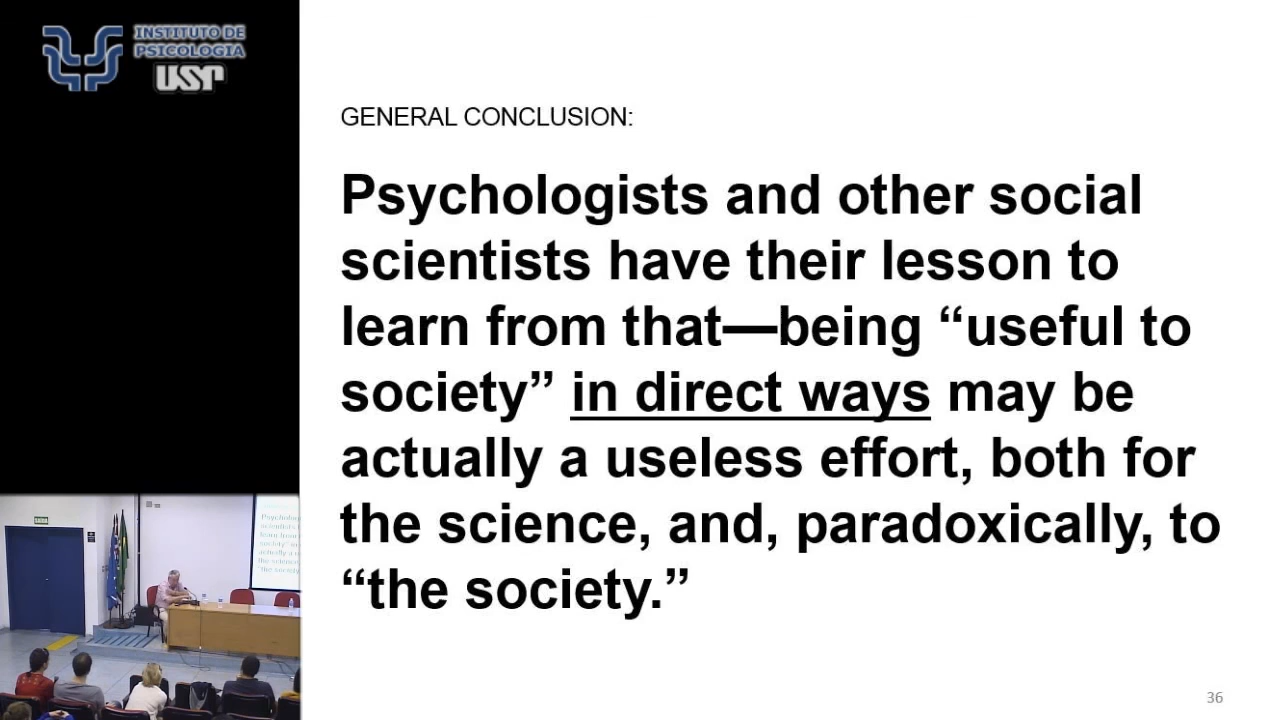 INSTITUTO DE
PSICOLOGIA
USP
GENERAL CONCLUSION:
Psychologists and other social
scientists have their lesson to
learn from that—being “useful to
society” in direct ways may be
actually a useless effort, both for
the science, and, paradoxically, to
“the society.”
36